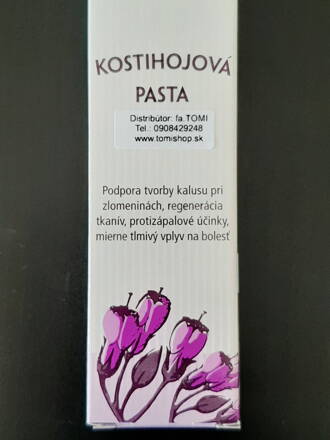 KOSTIHOJOVÁ
PASTA
Distribútor: fa.TOMI
Tel.: 0908429248
www.tomishop.sk
Podpora tvorby kalusu pri
zlomeninách, regenerácia
tkanív, protizápalové účinky,
mierne tlmivý vplyv na bolesť